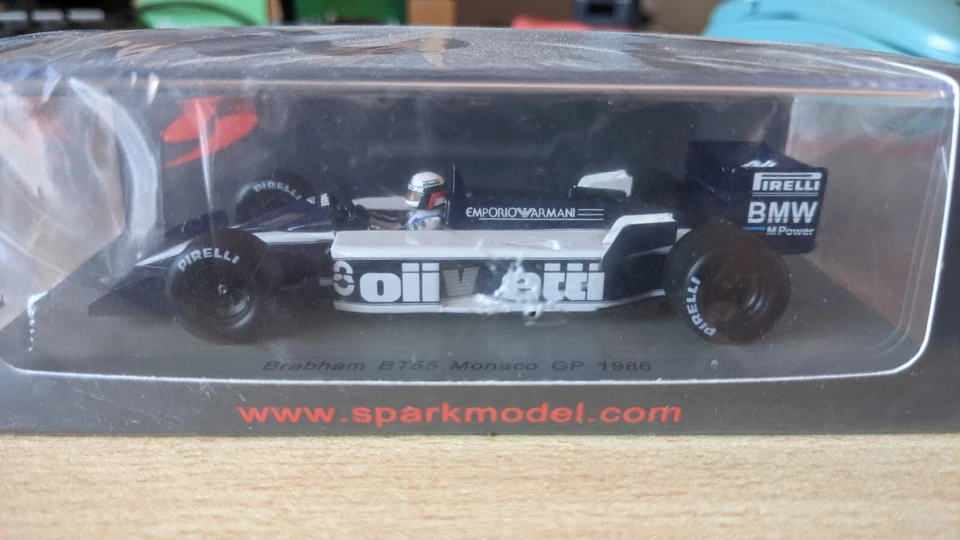 PIRELLI
PIRELLI
BMW
M Power
EMPORIO ARMANI
PIRELLI
olivetti
PIRELLI
Brabham BT55 Monaco GP 1986
www.sparkmodel.com